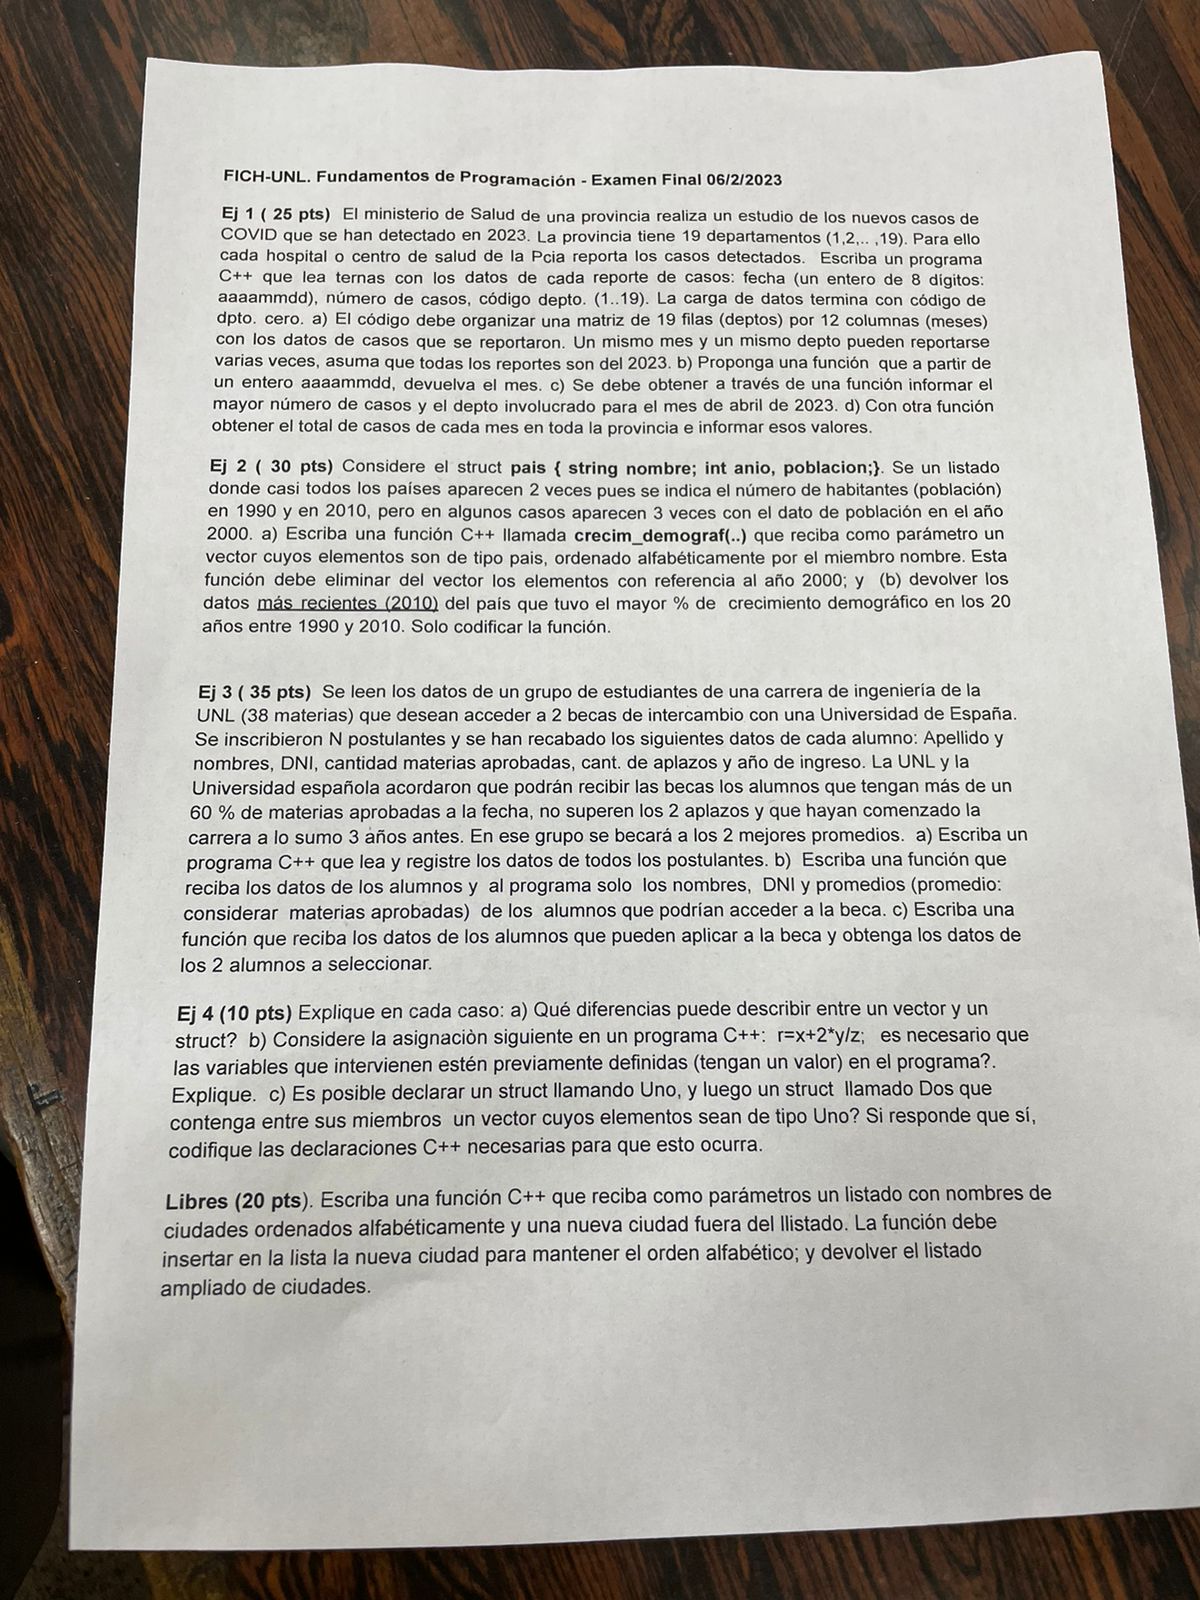 FICH-UNL. Fundamentos de Programación - Examen Final 06/2/2023
Ej 1 ( 25 pts) El ministerio de Salud de una provincia realiza un estudio de los nuevos casos de
COVID que se han detectado en 2023. La provincia tiene 19 departamentos (1,2,.. ,19). Para ello
cada hospital o centro de salud de la Pcia reporta los casos detectados. Escriba un programa
C++ que lea ternas con los datos de cada reporte de casos: fecha (un entero de 8 dígitos:
aaaammdd), número de casos, código depto. (1..19). La carga de datos termina con código de
dpto. cero. a) El código debe organizar una matriz de 19 filas (deptos) por 12 columnas (meses)
con los datos de casos que se reportaron. Un mismo mes y un mismo depto pueden reportarse
varias veces, asuma que todas los reportes son del 2023. b) Proponga una función que a partir de
un entero aaaammdd, devuelva el mes. c) Se debe obtener a través de una función informar el
mayor número de casos y el depto involucrado para el mes de abril de 2023. d) Con otra función
obtener el total de casos de cada mes en toda la provincia e informar esos valores.
Ej 2 ( 30 pts) Considere el struct pais { string nombre; int anio, poblacion;}. Se un listado
donde casi todos los países aparecen 2 veces pues se indica el número de habitantes (población)
en 1990 y en 2010, pero en algunos casos aparecen 3 veces con el dato de población en el año
2000. a) Escriba una función C++ llamada crecim_demograf(..) que reciba como parámetro un
vector cuyos elementos son de tipo pais, ordenado alfabéticamente por el miembro nombre. Esta
función debe eliminar del vector los elementos con referencia al año 2000; y (b) devolver los
datos más recientes (2010) del país que tuvo el mayor % de crecimiento demográfico en los 20
años entre 1990 y 2010. Solo codificar la función.
Ej 3 ( 35 pts) Se leen los datos de un grupo de estudiantes de una carrera de ingeniería de la
UNL (38 materias) que desean acceder a 2 becas de intercambio con una Universidad de España.
Se inscribieron N postulantes y se han recabado los siguientes datos de cada alumno: Apellido y
nombres, DNI, cantidad materias aprobadas, cant. de aplazos y año de ingreso. La UNL y la
Universidad española acordaron que podrán recibir las becas los alumnos que tengan más de un
60 % de materias aprobadas a la fecha, no superen los 2 aplazos y que hayan comenzado la
carrera a lo sumo 3 años antes. En ese grupo se becará a los 2 mejores promedios. a) Escriba un
programa C++ que lea y registre los datos de todos los postulantes. b) Escriba una función que
reciba los datos de los alumnos y al programa solo los nombres, DNI y promedios (promedio:
considerar materias aprobadas) de los alumnos que podrían acceder a la beca. c) Escriba una
función que reciba los datos de los alumnos que pueden aplicar a la beca y obtenga los datos de
los 2 alumnos a seleccionar.
Ej 4 (10 pts) Explique en cada caso: a) Qué diferencias puede describir entre un vector y un
struct? b) Considere la asignaciòn siguiente en un programa C++: r=x+2*y/z; es necesario que
las variables que intervienen estén previamente definidas (tengan un valor) en el programa?.
Explique. c) Es posible declarar un struct llamando Uno, y luego un struct llamado Dos que
contenga entre sus miembros un vector cuyos elementos sean de tipo Uno? Si responde que sí,
codifique las declaraciones C++ necesarias para que esto ocurra.
Libres (20 pts). Escriba una función C++ que reciba como parámetros un listado con nombres de
ciudades ordenados alfabéticamente y una nueva ciudad fuera del llistado. La función debe
insertar en la lista la nueva ciudad para mantener el orden alfabético; y devolver el listado
ampliado de ciudades.